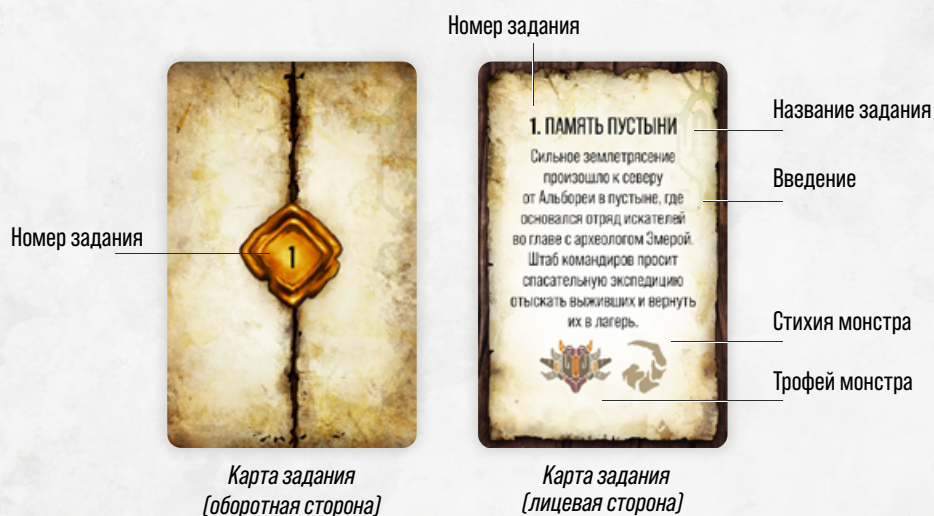 Номер задания
Номер задания
1
Карта задания
(оборотная сторона)
1. ПАМЯТЬ ПУСТЫНИ
Сильное землетрясение
произошло к северу
от Альбореи в пустыне, где
основался отряд искателей
во главе с археологом Эмерой.
Штаб командиров просит
спасательную экспедицию
отыскать выживших и вернуть
их в лагерь.
Карта задания
(лицевая сторона)
Название задания
Введение
Стихия монстра
Трофей монстра